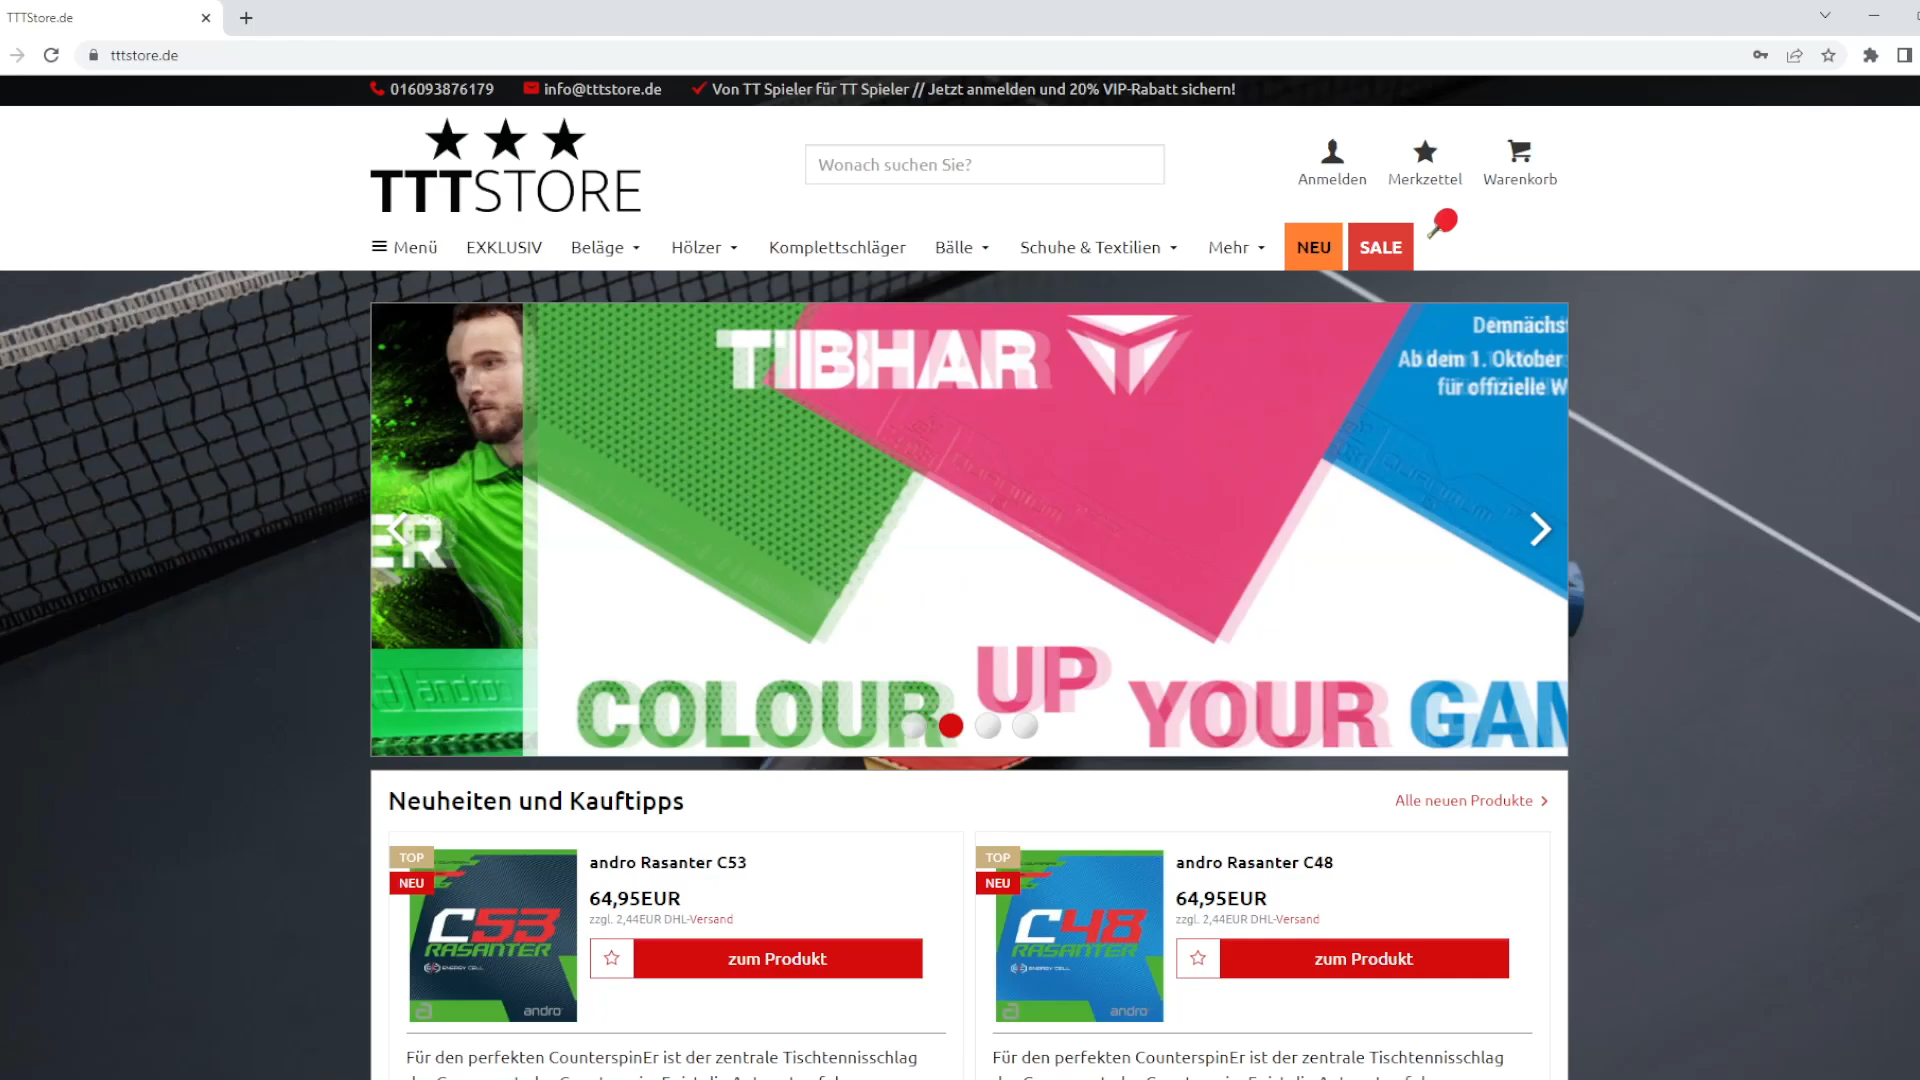 TTTStore.de
tttstore.de
016093876179
info@tttstore.de
Von TT Spieler für TT Spieler // Jetzt anmelden und 20% VIP-Rabatt sichern!
TTTSTORE
Wonach suchen Sie?
Anmelden
Merkzettel
Warenkorb
Menü
EXKLUSIV
Beläge
Hölzer
Komplettschläger
Bälle
Schuhe & Textilien
Mehr
NEU
SALE
TIBHAR
Demnächst
Ab dem 1. Oktober
für offizielle W
ER
andro
COLOUR UP YOUR GAM
Neuheiten und Kauftipps
Alle neuen Produkte
TOP
NEU
C53
RASANTER
ENERGY CELL
andro
andro Rasanter C53
64,95EUR
zzgl. 2,44EUR DHL-Versand
zum Produkt
Für den perfekten CounterspinEr ist der zentrale Tischtennisschlag
TOP
NEU
C48
RASANTER
ENERGY CELL
andro
andro Rasanter C48
64,95EUR
zzgl. 2,44EUR DHL-Versand
zum Produkt
Für den perfekten CounterspinEr ist der zentrale Tischtennisschlag